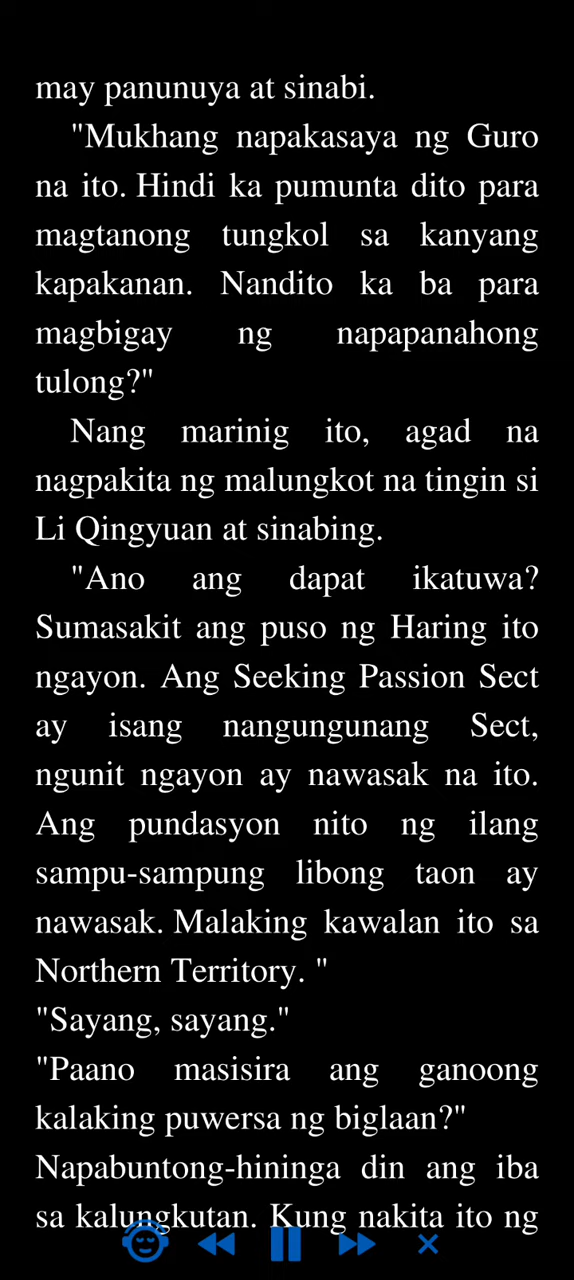 may panunuya at sinabi.
"Mukhang napakasaya ng Guro
na ito. Hindi ka pumunta dito para
magtanong tungkol sa kanyang
kapakanan. Nandito ka ba para
magbigay ng napapanahong
tulong?"
Nang marinig ito, agad na
nagpakita ng malungkot na tingin si
Li Qingyuan at sinabing.
"Ano ang dapat ikatuwa?
Sumasakit ang puso ng Haring ito
ngayon. Ang Seeking Passion Sect
ay isang nangungunang Sect,
ngunit ngayon ay nawasak na ito.
Ang pundasyon nito ng ilang
sampu-sampung libong taon ay
nawasak. Malaking kawalan ito sa
Northern Territory. "
"Sayang, sayang."
"Paano masisira ang ganoong
kalaking puwersa ng biglaan?"
Napabuntong-hininga din ang iba
sa kalungkutan. Kung nakita ito ng